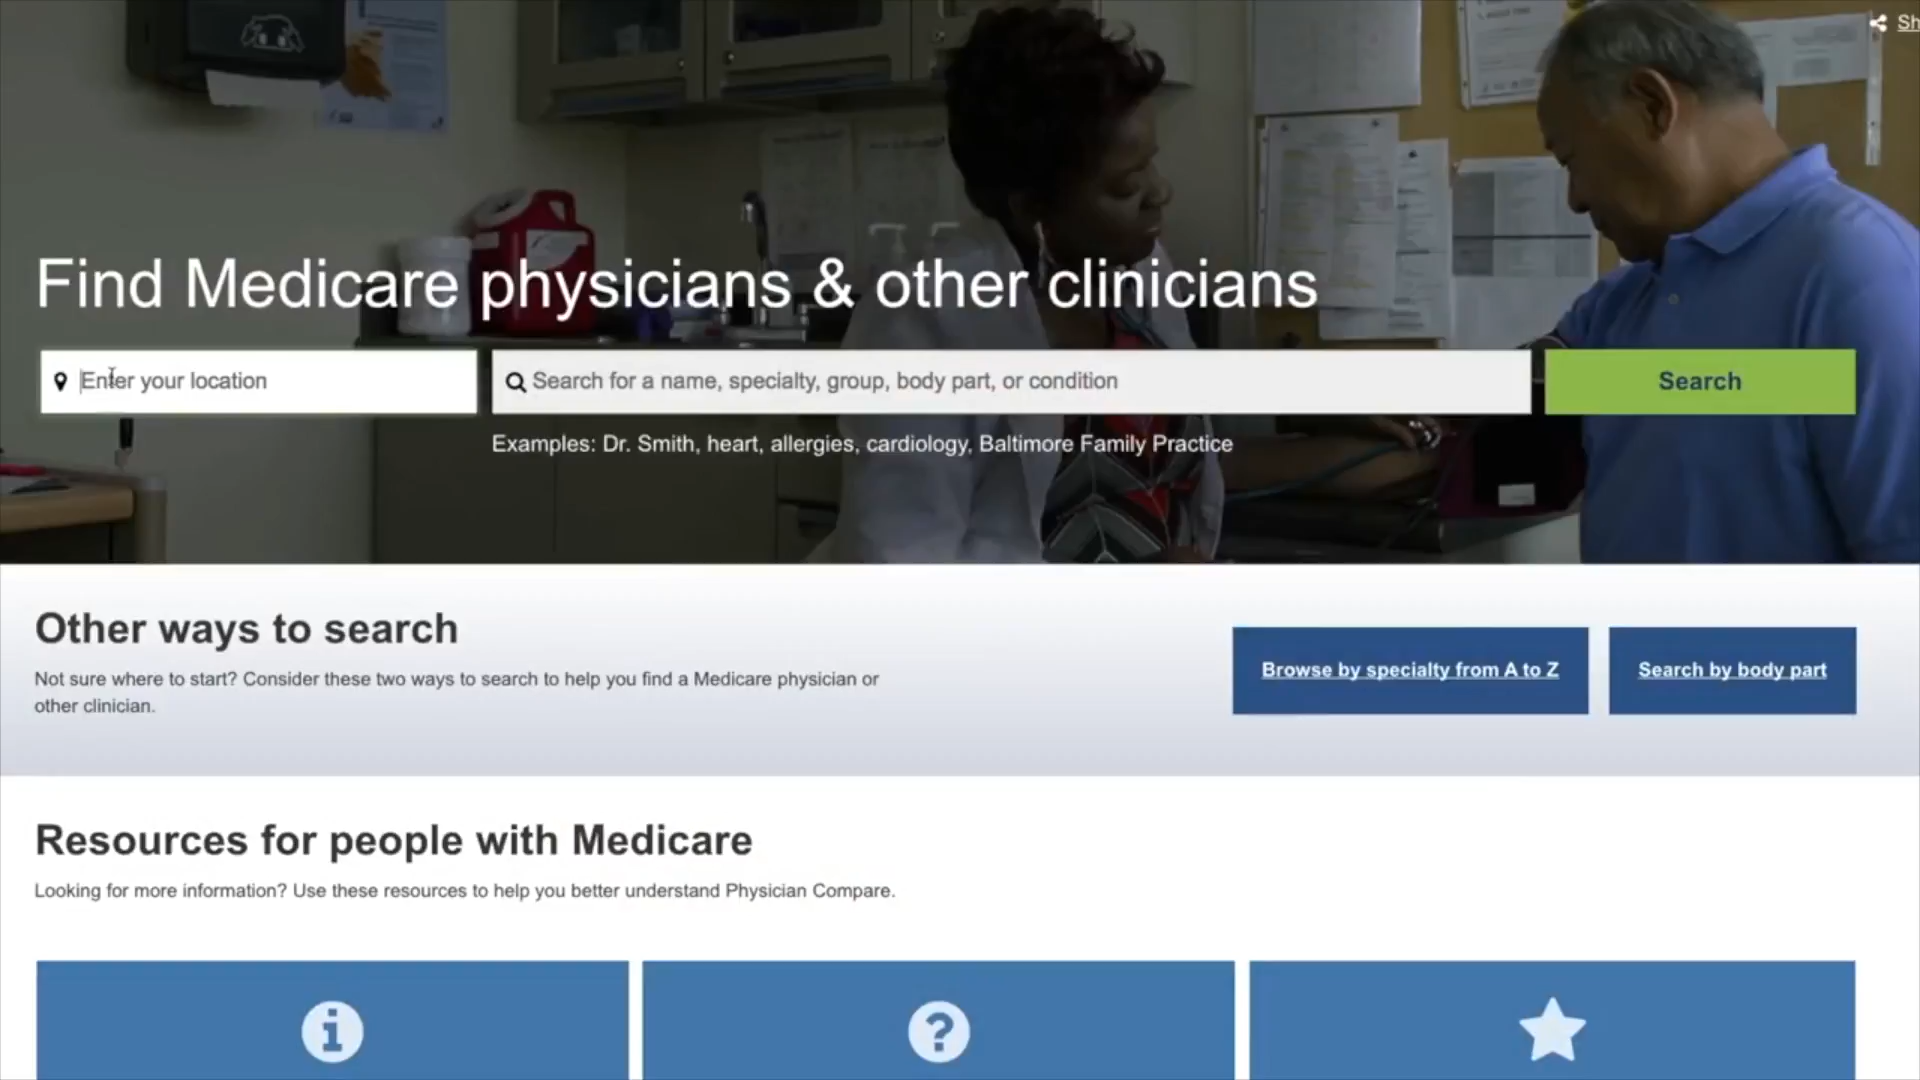 Sh
Find Medicare physicians & other clinicians
Enter your location
Search for a name, specialty, group, body part, or condition
Search
Examples: Dr. Smith, heart, allergies, cardiology, Baltimore Family Practice
Other ways to search
Not sure where to start? Consider these two ways to search to help you find a Medicare physician or
other clinician.
Browse by specialty from A to Z
Search by body part
Resources for people with Medicare
Looking for more information? Use these resources to help you better understand Physician Compare.